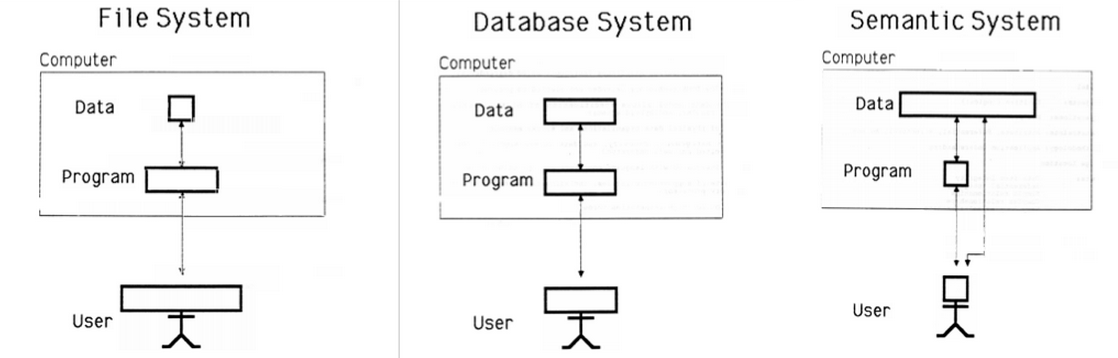 File System
Computer
Data
Program
User
Database System
Computer
Data
Program
User
Semantic System
Computer
Data
Program
User